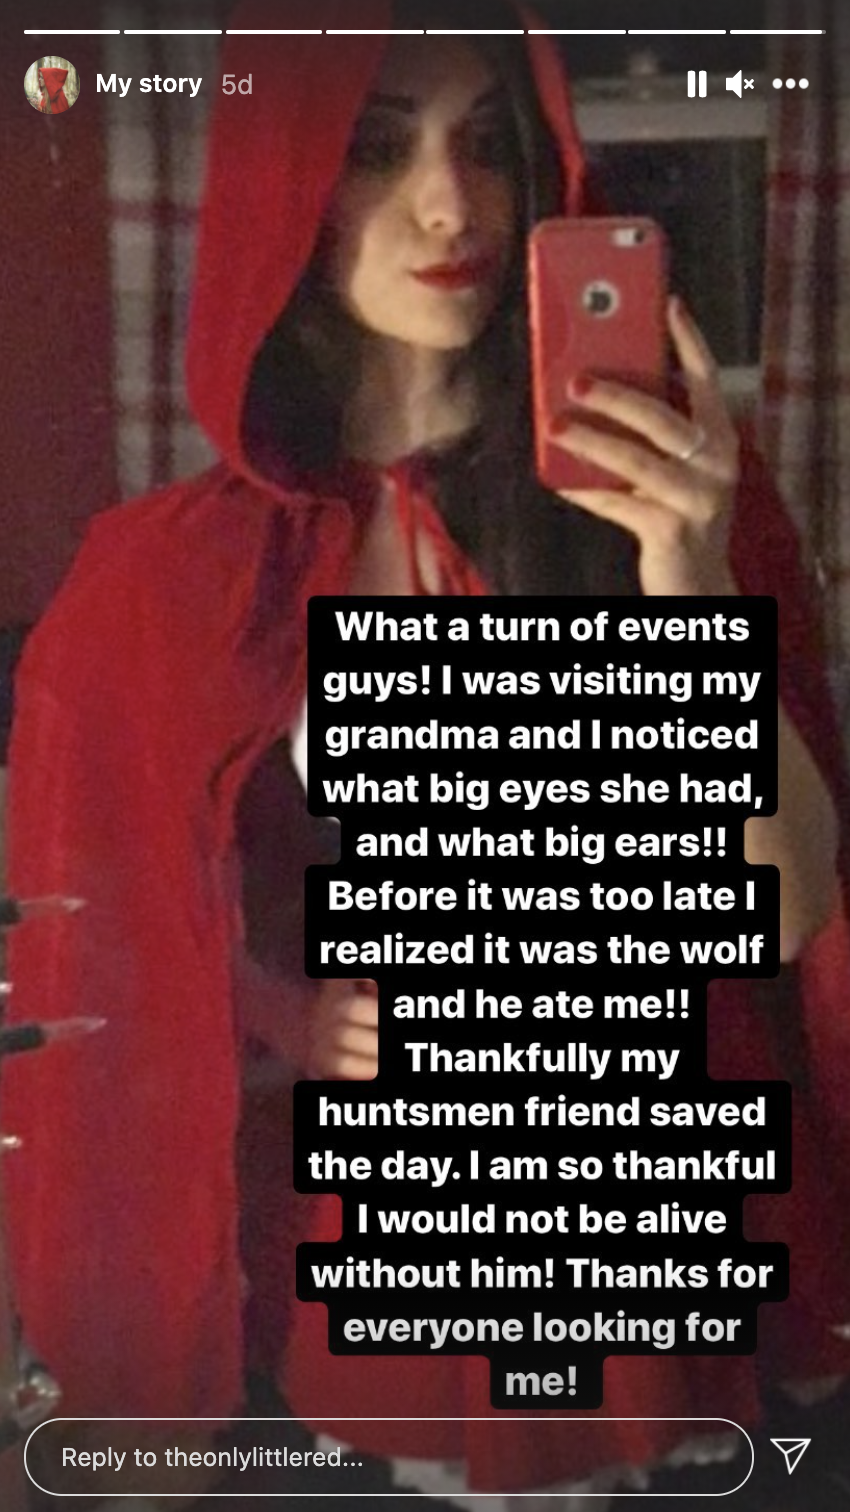 My story 5d
What a turn of events
guys! I was visiting my
grandma and I noticed
what big eyes she had,
and what big ears!!
Before it was too late I
realized it was the wolf
and he ate me!!
Thankfully my
huntsmen friend saved
the day. I am so thankful
I would not be alive
without him! Thanks for
everyone looking for
me!
Reply to theonlylittlered...